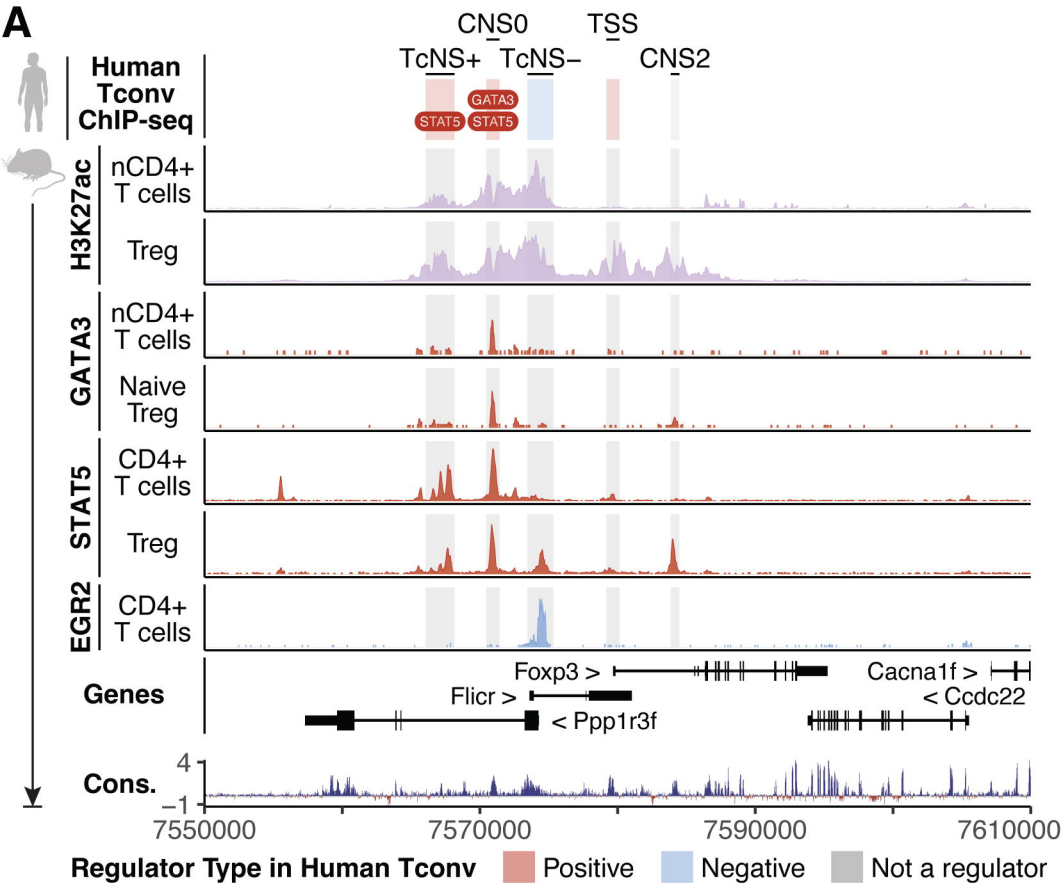 A
CNS0 TSS
TcNS+ TcNS− CNS2
Human
Tconv
ChIP-seq
GATA3
STAT5 STAT5
H3K27ac
nCD4+
T cells
Treg
GATA3
nCD4+
T cells
Naive
Treg
STAT5
CD4+
T cells
Treg
EGR2
CD4+
T cells
Genes
Foxp3 > Cacna1f >
Flicr > < Ccdc22
< Ppp1r3f
Cons.
4
−1
7550000 7570000 7590000 7610000
Regulator Type in Human Tconv Positive Negative Not a regulator